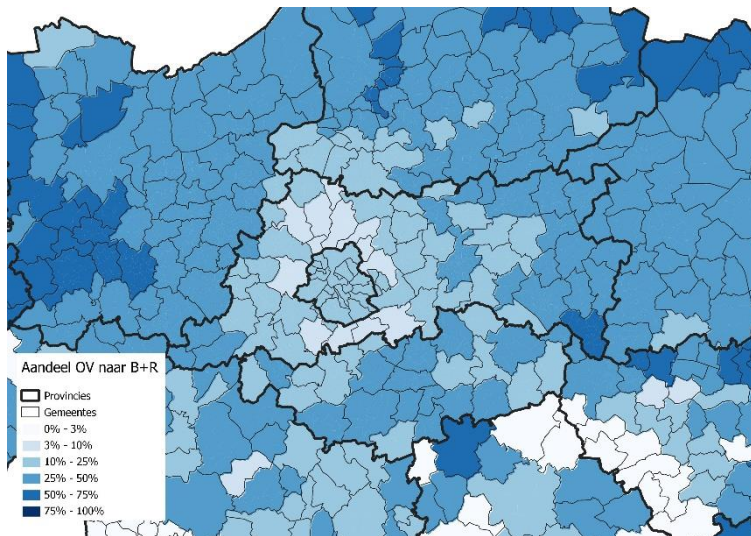 Aandeel OV naar B+R
Provincies
Gemeentes
0% - 3%
3% - 10%
10% - 25%
25% - 50%
50% - 75%
75% - 100%